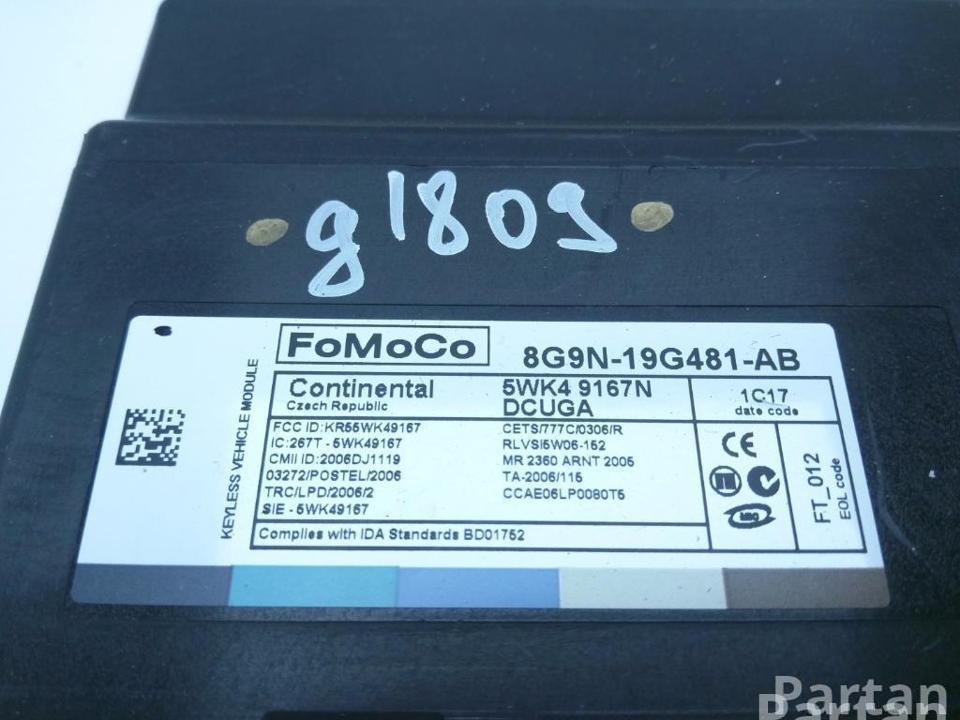 g1809
FoMoCo
8G9N-19G481-AB
KEYLESS VEHICLE MODULE
Continental
Czech Republic
5WK4 9167N
DCUGA
1C17
date code
FCC ID:KR55WK49167
IC:267T - 5WK49167
CMII ID:2006DJ1119
03272/POSTEL/2006
TRC/LPD/2006/2
SIE - 5WK49167
CETS/777C/0306/R
RLVSI5W06-152
MR 2360 ARNT 2005
TA-2006/115
CCAE06LP0080T5
CE
FT_012
EOL code
Complies with IDA Standards BD01752
Partan
Partan